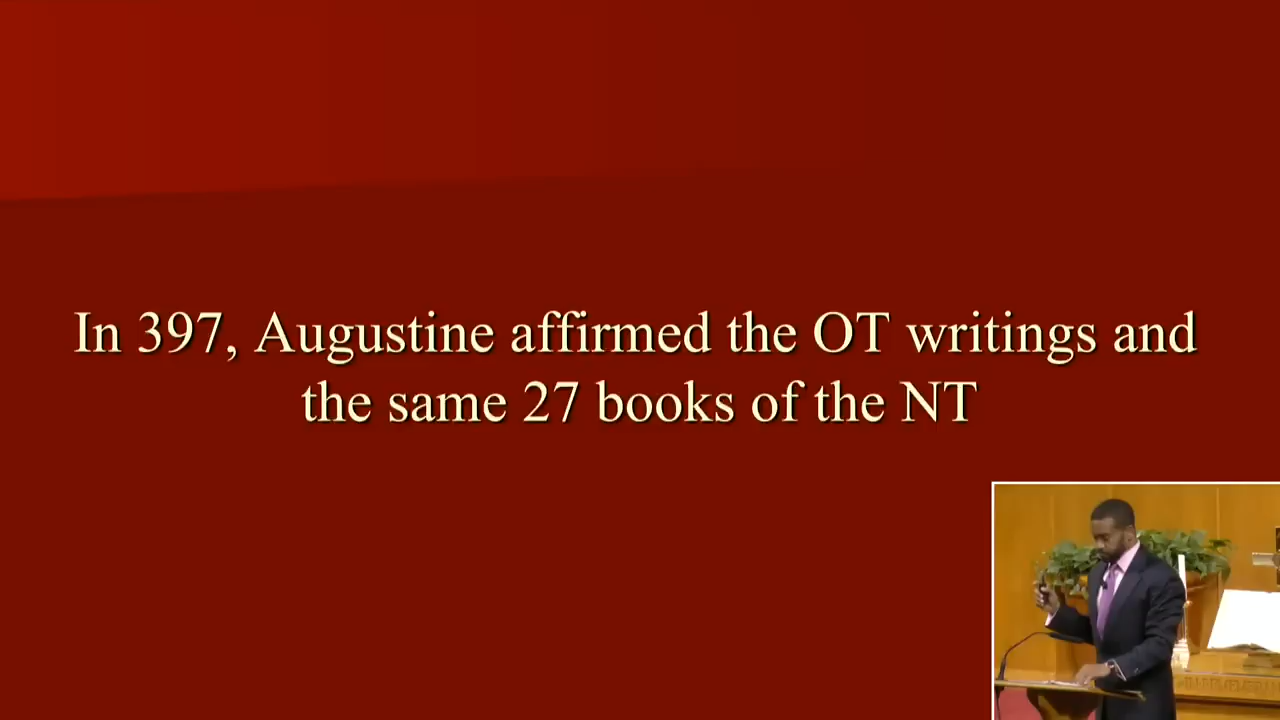 In 397, Augustine affirmed the OT writings and
the same 27 books of the NT